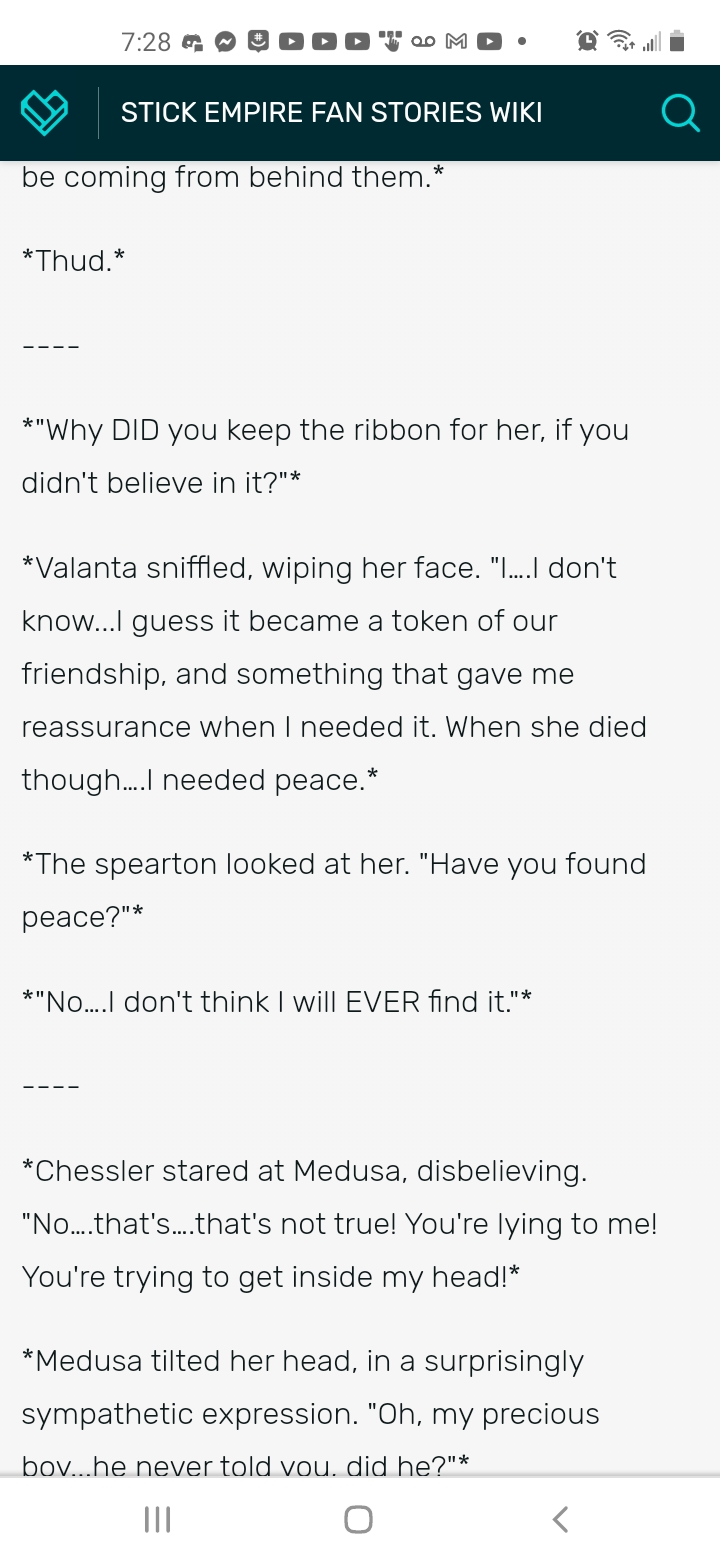 7:28
STICK EMPIRE FAN STORIES WIKI
be coming from behind them.*
*Thud.*
----
*"Why DID you keep the ribbon for her, if you
didn't believe in it?"*
*Valanta sniffled, wiping her face. "I....I don't
know...I guess it became a token of our
friendship, and something that gave me
reassurance when I needed it. When she died
though....I needed peace.*
*The spearton looked at her. "Have you found
peace?"*
*"No....I don't think I will EVER find it."*
----
*Chessler stared at Medusa, disbelieving.
"No....that's....that's not true! You're lying to me!
You're trying to get inside my head!*
*Medusa tilted her head, in a surprisingly
sympathetic expression. "Oh, my precious
boy...he never told you, did he?"*